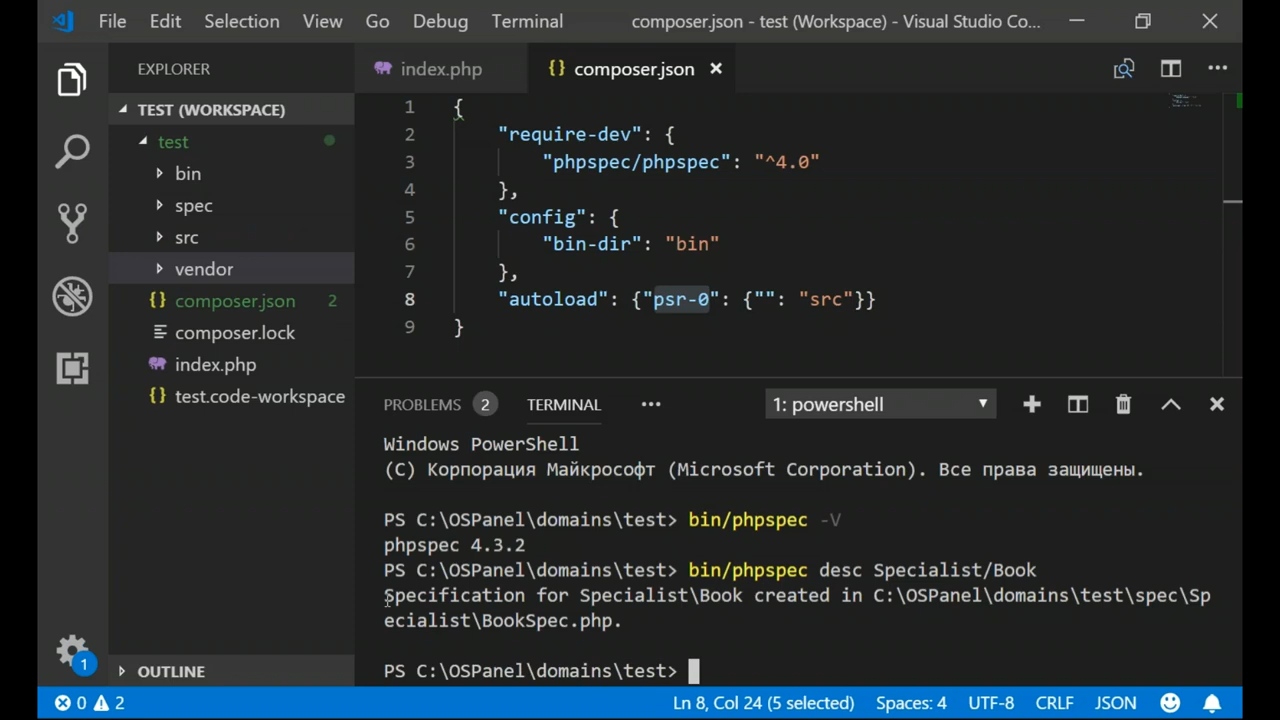 File Edit Selection View Go Debug Terminal composer.json - test (Workspace) - Visual Studio Co...
EXPLORER
index.php
{} composer.json
TEST (WORKSPACE)
test
bin
spec
src
vendor
{} composer.json 2
composer.lock
index.php
{} test.code-workspace
OUTLINE
1 {
2 "require-dev": {
3 "phpspec/phpspec": "^4.0"
4 },
5 "config": {
6 "bin-dir": "bin"
7 },
8 "autoload": {"psr-0": {"": "src"}}
9 }
PROBLEMS 2 TERMINAL ••• 1: powershell
Windows PowerShell
(C) Корпорация Майкрософт (Microsoft Corporation). Все права защищены.
PS C:\OSPanel\domains\test> bin/phpspec -V
phpspec 4.3.2
PS C:\OSPanel\domains\test> bin/phpspec desc Specialist/Book
Specification for Specialist\Book created in C:\OSPanel\domains\test\spec\Sp
ecialist\BookSpec.php.
PS C:\OSPanel\domains\test>
1
0 2 Ln 8, Col 24 (5 selected) Spaces: 4 UTF-8 CRLF JSON